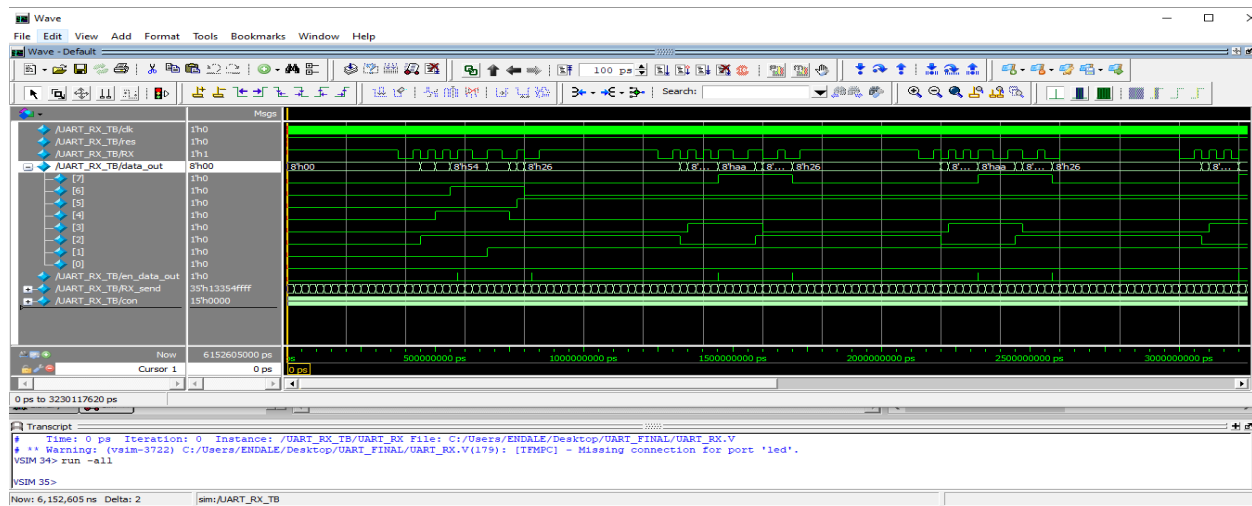 Wave
File Edit View Add Format Tools Bookmarks Window Help
Wave - Default
100 ps
Search:
Msgs
/UART_RX_TB/clk 1'h0
/UART_RX_TB/res 1'h0
/UART_RX_TB/RX 1'h1
/UART_RX_TB/data_out 8'h00 8'h00 8'h54 8'h26 8'... 8'haa 8'... 8'h26 8'... 8'haa 8'... 8'h26 8'...
[7] 1'h0
[6] 1'h0
[5] 1'h0
[4] 1'h0
[3] 1'h0
[2] 1'h0
[1] 1'h0
[0] 1'h0
/UART_RX_TB/en_data_out 1'h0
/UART_RX_TB/RX_send 35'h13354ffff
/UART_RX_TB/con 15'h0000
Now 6152605000 ps ps 500000000 ps 1000000000 ps 1500000000 ps 2000000000 ps 2500000000 ps 3000000000 ps
Cursor 1 0 ps 0 ps
0 ps to 3230117620 ps
Transcript
# Time: 0 ps Iteration: 0 Instance: /UART_RX_TB/UART_RX File: C:/Users/ENDALE/Desktop/UART_FINAL/UART_RX.V
# ** Warning: (vsim-3722) C:/Users/ENDALE/Desktop/UART_FINAL/UART_RX.V(179): [TFMPC] - Missing connection for port 'led'.
VSIM 34> run -all
VSIM 35>
Now: 6,152,605 ns Delta: 2 sim:/UART_RX_TB